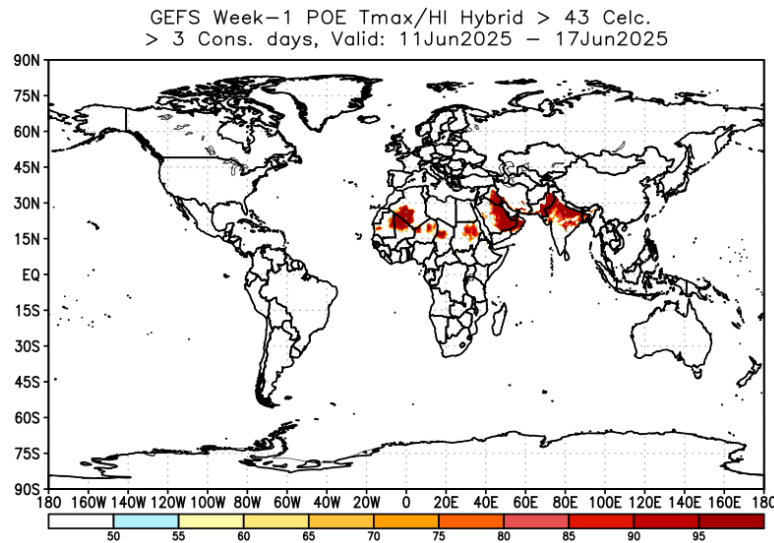 GEFS Week-1 POE Tmax/HI Hybrid > 43 Celc.
> 3 Cons. days, Valid: 11Jun2025 - 17Jun2025
90N
75N
60N
45N
30N
15N
EQ
15S
30S
45S
60S
75S
90S
180 160W 140W 120W 100W 80W 60W 40W 20W 0 20E 40E 60E 80E 100E 120E 140E 160E 180
50 55 60 65 70 75 80 85 90 95